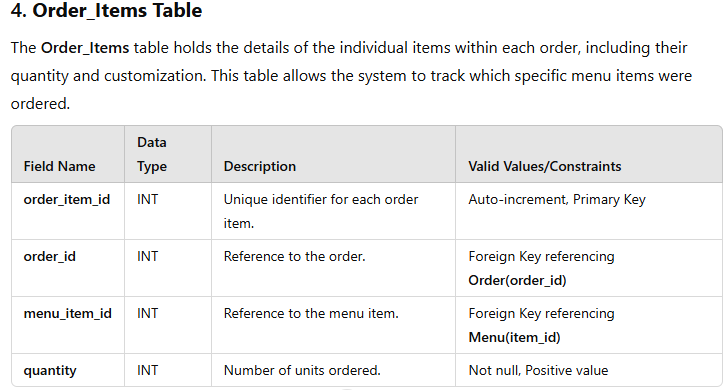 4. Order_Items Table
The Order_Items table holds the details of the individual items within each order, including their
quantity and customization. This table allows the system to track which specific menu items were
ordered.
Data
Field Name Type Description Valid Values/Constraints
order_item_id INT Unique identifier for each order Auto-increment, Primary Key
item.
order_id INT Reference to the order. Foreign Key referencing
Order(order_id)
menu_item_id INT Reference to the menu item. Foreign Key referencing
Menu(item_id)
quantity INT Number of units ordered. Not null, Positive value